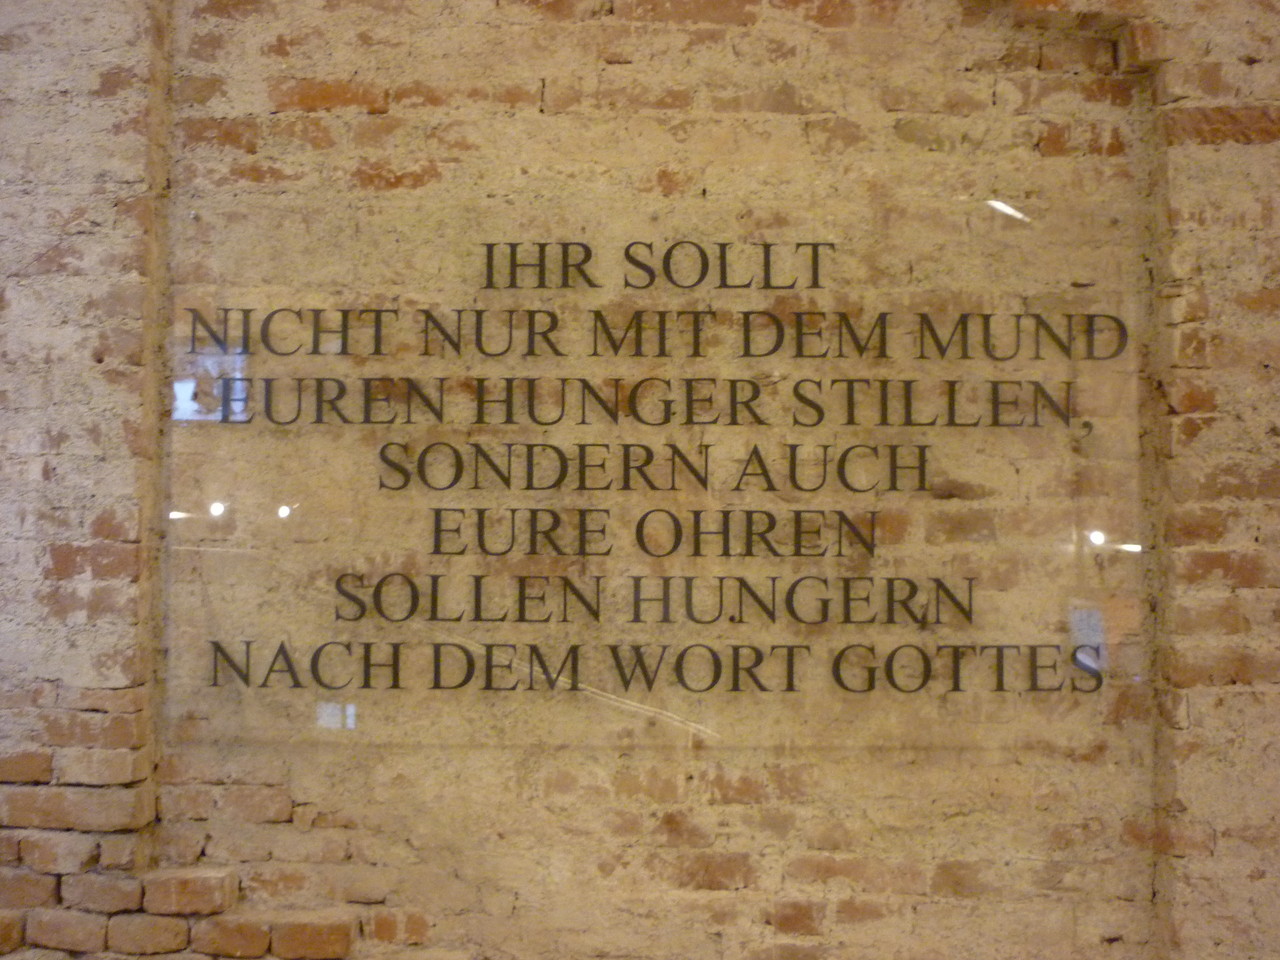 IHR SOLLT
NICHT NUR MIT DEM MUND
EUREN HUNGER STILLEN,
SONDERN AUCH
EURE OHREN
SOLLEN HUNGERN
NACH DEM WORT GOTTES